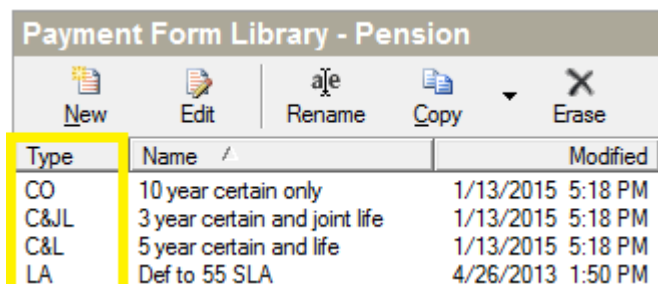 Payment Form Library - Pension
New Edit Rename Copy Erase
Type Name Modified
CO 10 year certain only 1/13/2015 5:18 PM
C&JL 3 year certain and joint life 1/13/2015 5:18 PM
C&L 5 year certain and life 1/13/2015 5:18 PM
LA Def to 55 SLA 4/26/2013 1:50 PM